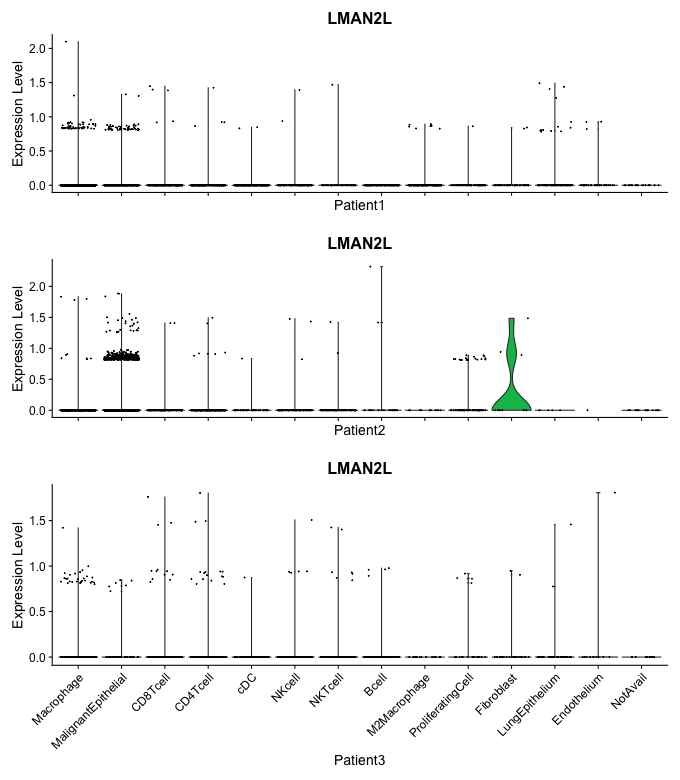 LMAN2L
Expression Level
2.0
1.5
1.0
0.5
0.0
Patient1
LMAN2L
Expression Level
2.0
1.5
1.0
0.5
0.0
Patient2
LMAN2L
Expression Level
1.5
1.0
0.5
0.0
Macrophage
MalignantEpithelial
CD8Tcell
CD4Tcell
cDC
NKcell
NKTcell
Bcell
M2Macrophage
ProliferatingCell
Fibroblast
LungEpithelium
Endothelium
NotAvail
Patient3